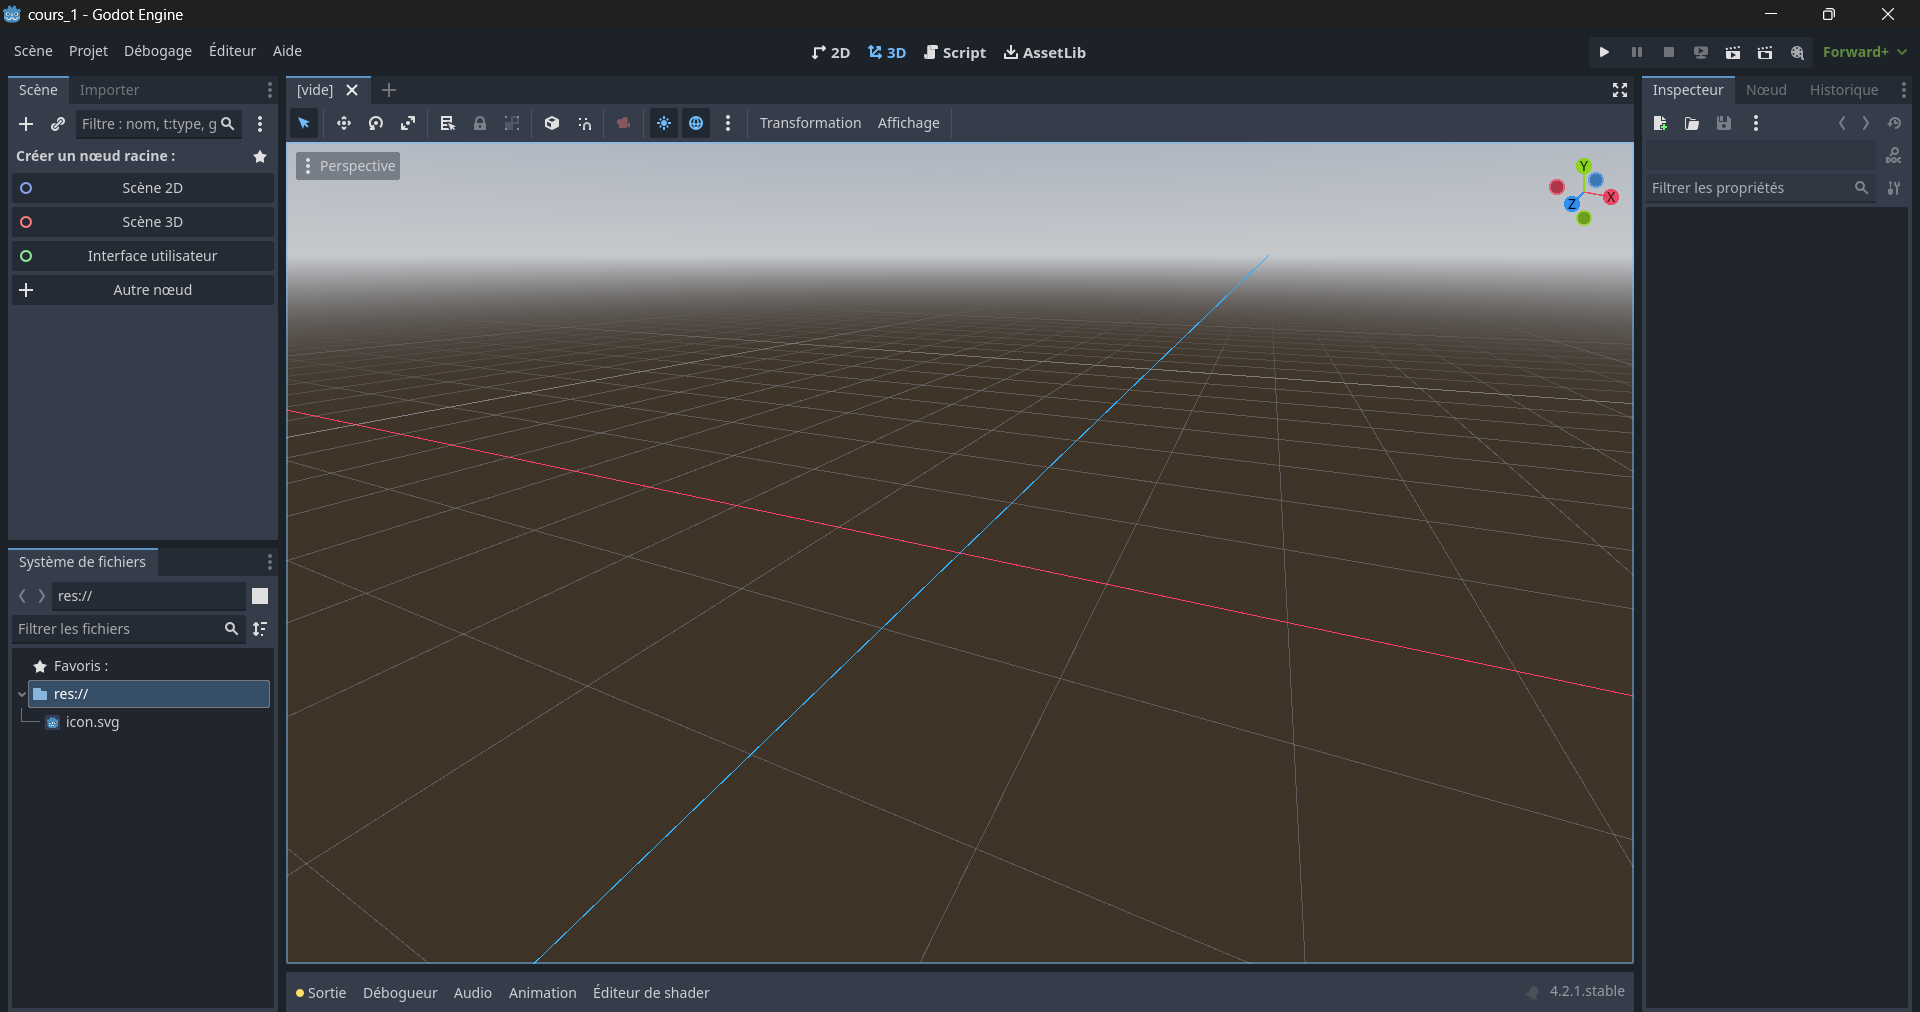 cours_1 - Godot Engine
Scène Projet Débogage Éditeur Aide
2D 3D Script AssetLib
Forward+
Scène Importer
[vide]
Inspecteur Nœud Historique
Filtre : nom, t:type, g
Transformation Affichage
Créer un nœud racine :
DOC
Perspective
Y
X
Z
Scène 2D
Filtrer les propriétés
Scène 3D
Interface utilisateur
Autre nœud
Système de fichiers
res://
Filtrer les fichiers
Favoris :
res://
icon.svg
Sortie Débogueur Audio Animation Éditeur de shader
4.2.1.stable